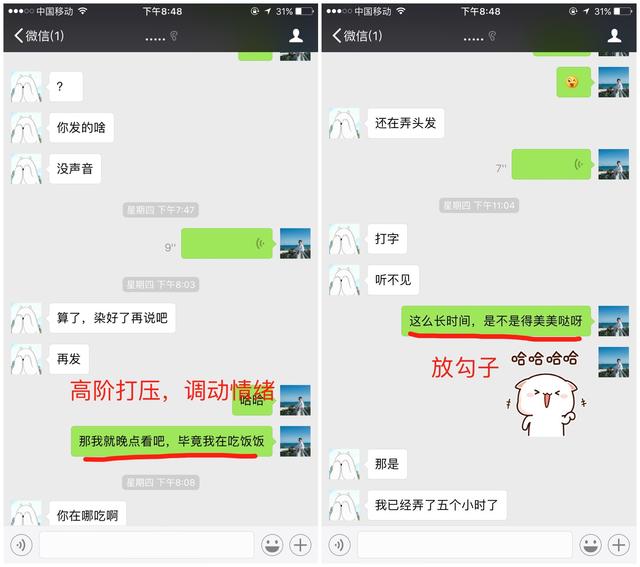 中国移动
下午8:48
31%
微信(1)
.....
?
你发的啥
没声音
星期四 下午7:47
9"
星期四 下午8:03
算了，染好了再说吧
再发
高阶打压，调动情绪
哈哈
那我就晚点看吧，毕竟我在吃饭饭
星期四 下午8:08
你在哪吃啊
中国移动
下午8:48
31%
微信(1)
.....
还在弄头发
7"
星期四 下午11:04
打字
听不见
这么长时间，是不是得美美哒呀
放勾子
哈哈哈哈
那是
我已经弄了五个小时了